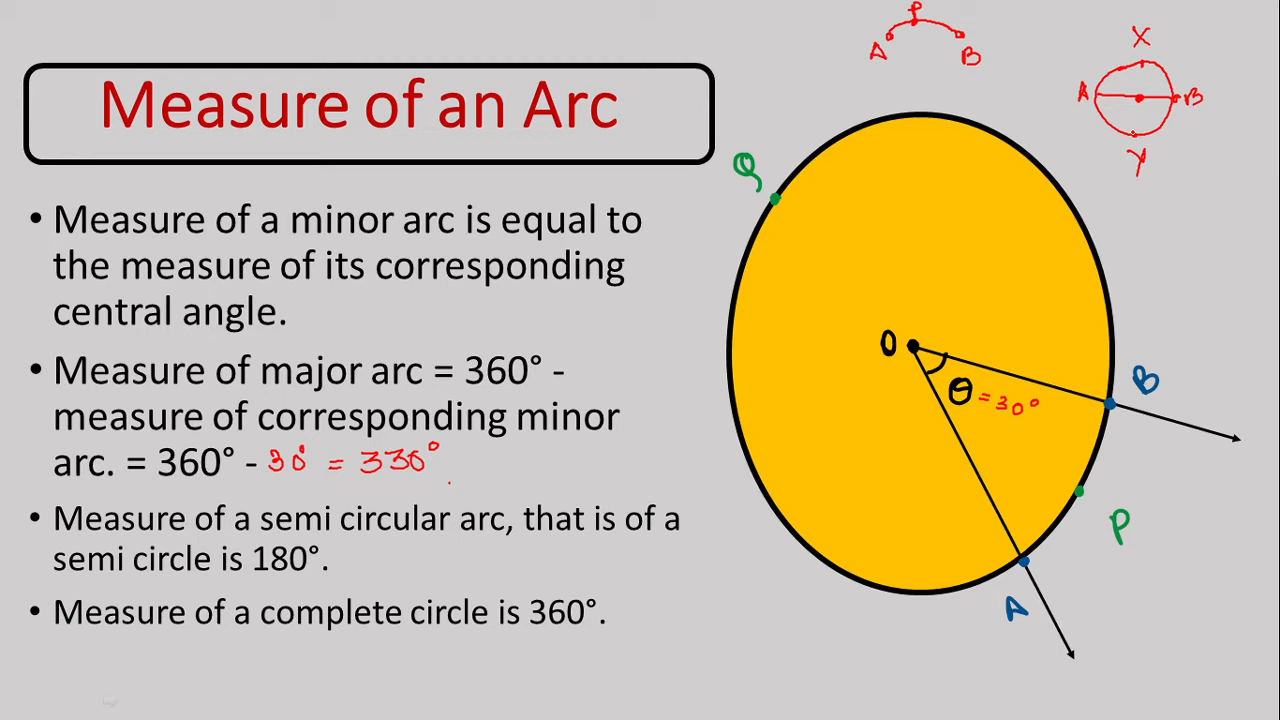 Measure of an Arc
• Measure of a minor arc is equal to
the measure of its corresponding
central angle.
• Measure of major arc = 360° -
measure of corresponding minor
arc. = 360° - 30° = 330°
• Measure of a semi circular arc, that is of a
semi circle is 180°.
• Measure of a complete circle is 360°.
P
A B
X
A B
Y
Q
O
θ = 30°
B
P
A